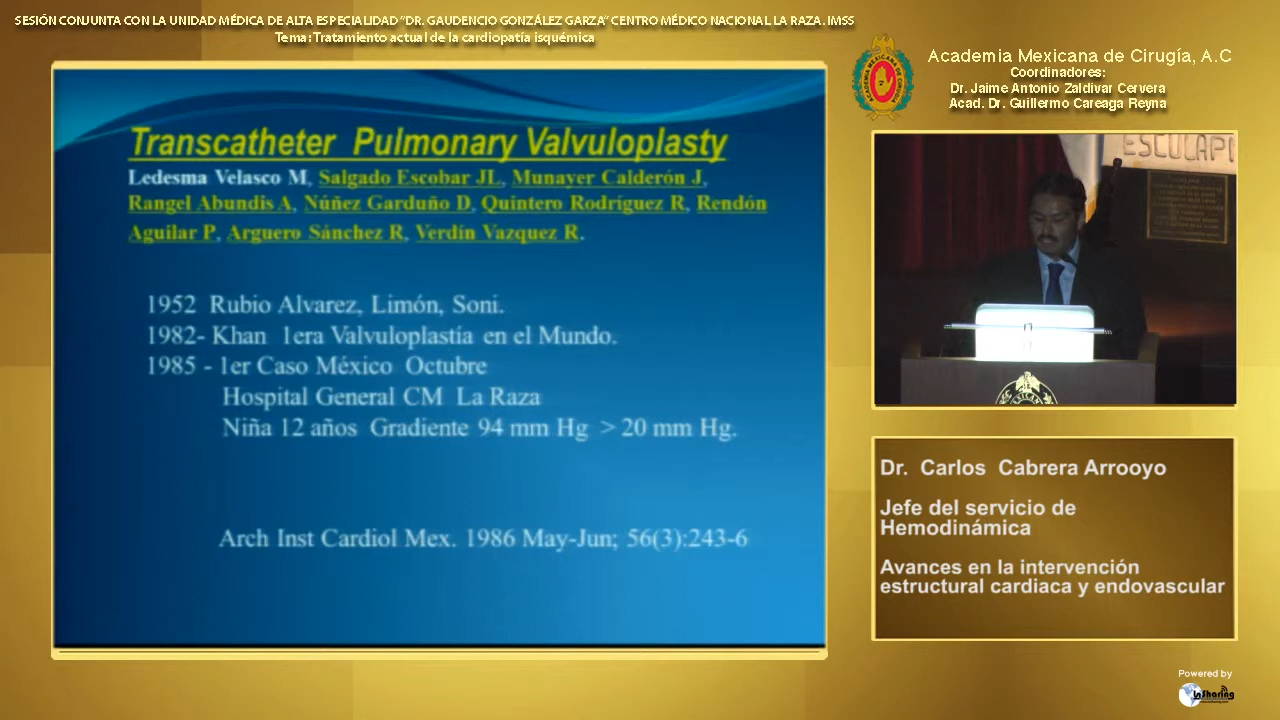 SESIÓN CONJUNTA CON LA UNIDAD MÉDICA DE ALTA ESPECIALIDAD "DR. GAUDENCIO GONZÁLEZ GARZA" CENTRO MÉDICO NACIONAL LA RAZA. IMSS
Tema: Tratamiento actual de la cardiopatía isquémica
Academia Mexicana de Cirugía, A.C
Coordinadores:
Dr. Jaime Antonio Zaldívar Cervera
Acad. Dr. Guillermo Careaga Reyna
Transcatheter Pulmonary Valvuloplasty
Ledesma Velasco M, Salgado Escobar JL, Munayer Calderón J,
Rangel Abundis A, Núñez Garduño D, Quintero Rodríguez R, Rendón
Aguilar P, Arguero Sánchez R, Verdín Vazquez R.
1952 Rubio Alvarez, Limón, Soni.
1982- Khan 1era Valvuloplastía en el Mundo.
1985 - 1er Caso México Octubre
Hospital General CM La Raza
Niña 12 años Gradiente 94 mm Hg > 20 mm Hg.
Arch Inst Cardiol Mex. 1986 May-Jun; 56(3):243-6
ESCULAP
Dr. Carlos Cabrera Arrooyo
Jefe del servicio de
Hemodinámica
Avances en la intervención
estructural cardiaca y endovascular
Powered by
InSharing